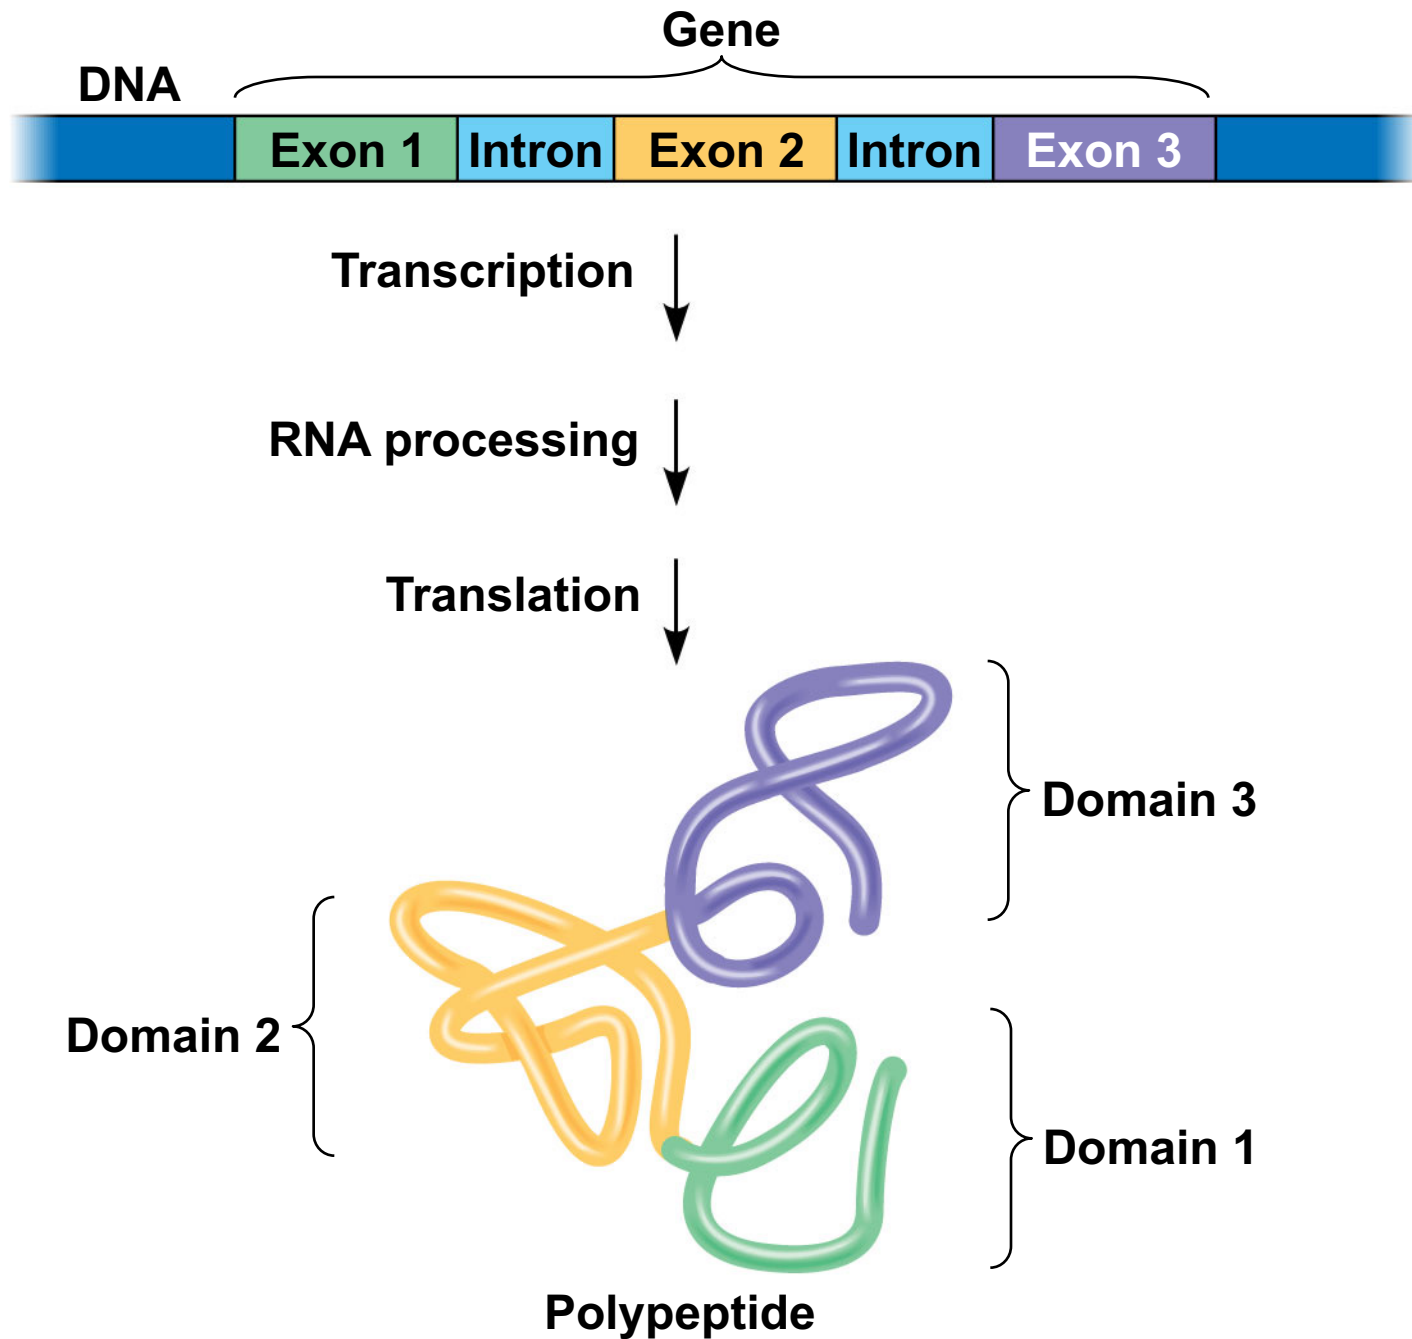 Gene
DNA
Exon 1 Intron Exon 2 Intron Exon 3
Transcription
RNA processing
Translation
Domain 3
Domain 2
Domain 1
Polypeptide